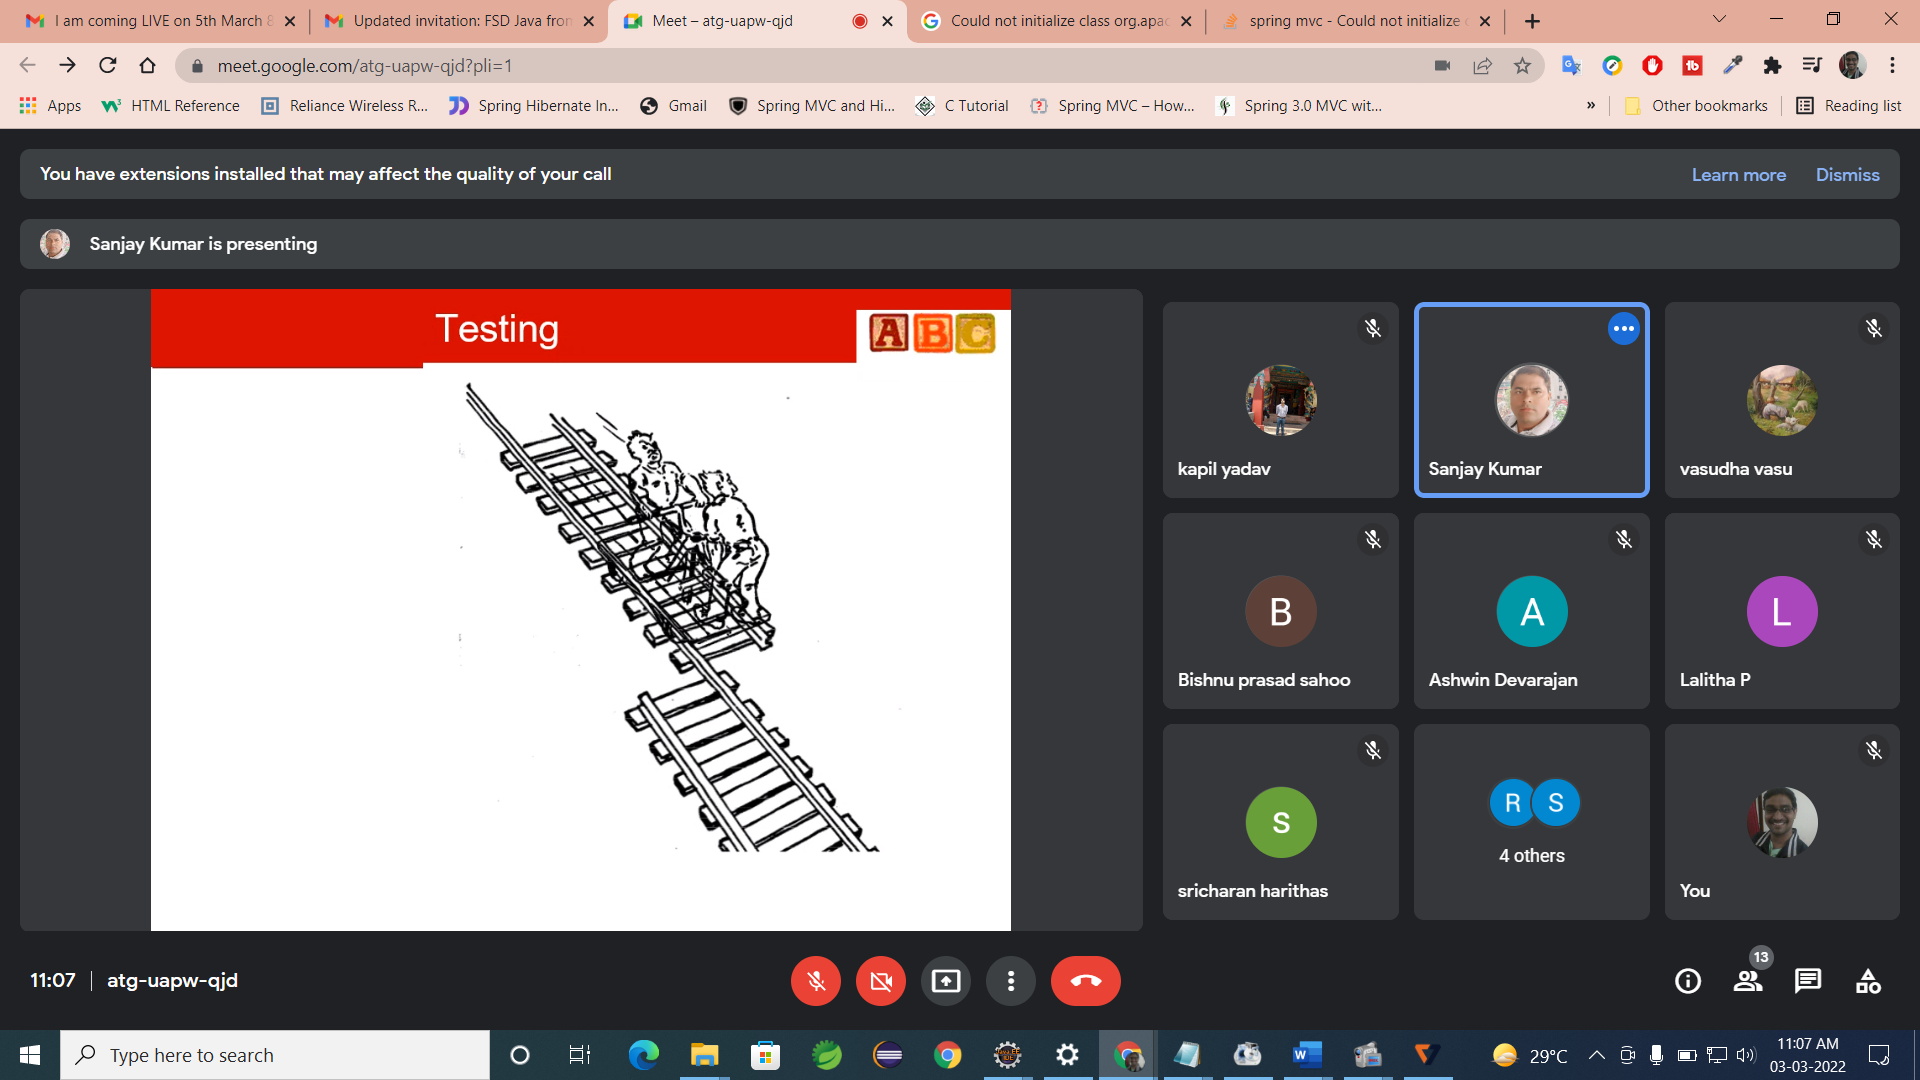 I am coming LIVE on 5th March 8
Updated invitation: FSD Java fron
Meet – atg-uapw-qjd
Could not initialize class org.apac
spring mvc - Could not initialize c
meet.google.com/atg-uapw-qjd?pli=1
Apps
HTML Reference
Reliance Wireless R...
Spring Hibernate In...
Gmail
Spring MVC and Hi...
C Tutorial
Spring MVC – How...
Spring 3.0 MVC wit...
»
Other bookmarks
Reading list
You have extensions installed that may affect the quality of your call
Learn more
Dismiss
Sanjay Kumar is presenting
Testing
A B C
kapil yadav
Sanjay Kumar
vasudha vasu
B
Bishnu prasad sahoo
A
Ashwin Devarajan
L
Lalitha P
S
sricharan harithas
R S
4 others
You
11:07 | atg-uapw-qjd
13
Type here to search
29°C
11:07 AM
03-03-2022